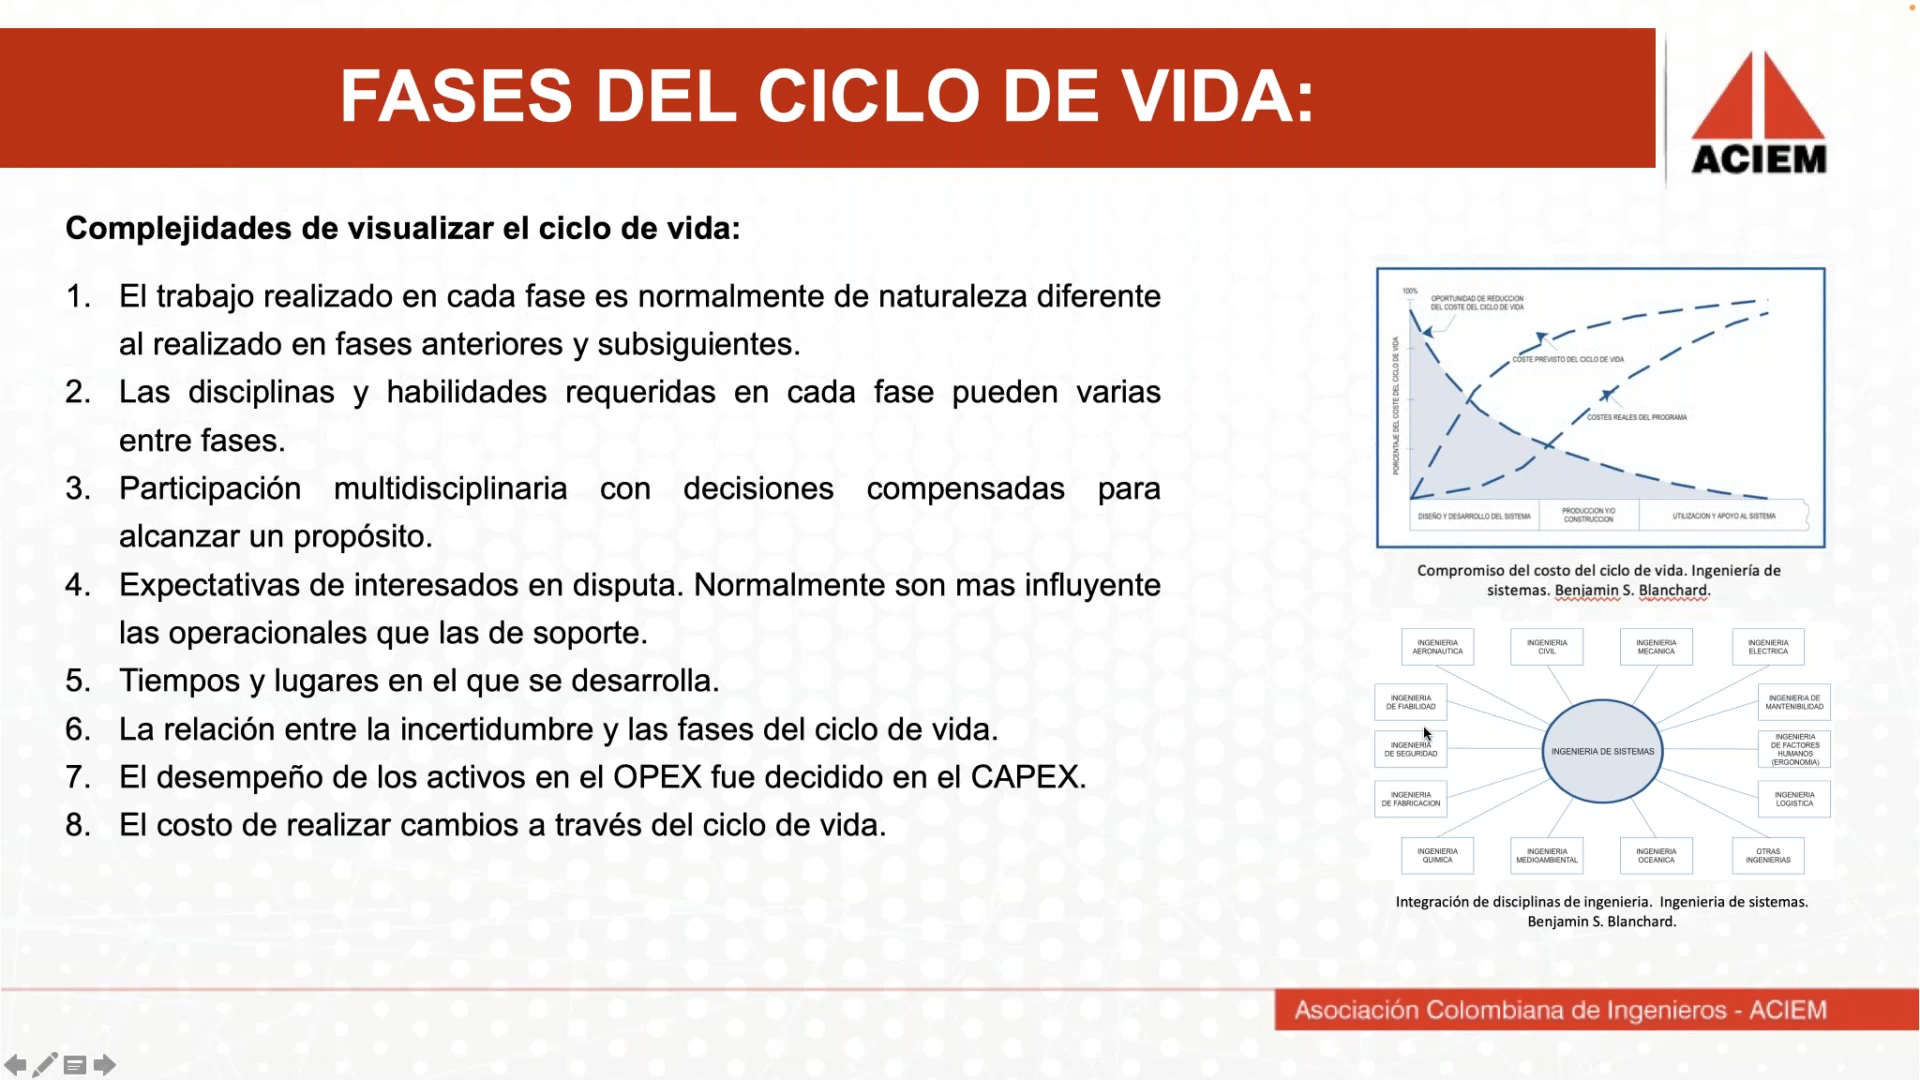 FASES DEL CICLO DE VIDA:
ACIEM
Complejidades de visualizar el ciclo de vida:
1. El trabajo realizado en cada fase es normalmente de naturaleza diferente
al realizado en fases anteriores y subsiguientes.
2. Las disciplinas y habilidades requeridas en cada fase pueden varias
entre fases.
3. Participación multidisciplinaria con decisiones compensadas para
alcanzar un propósito.
4. Expectativas de interesados en disputa. Normalmente son mas influyente
las operacionales que las de soporte.
5. Tiempos y lugares en el que se desarrolla.
6. La relación entre la incertidumbre y las fases del ciclo de vida.
7. El desempeño de los activos en el OPEX fue decidido en el CAPEX.
8. El costo de realizar cambios a través del ciclo de vida.
100%
OPORTUNIDAD DE REDUCCION
DEL COSTE DEL CICLO DE VIDA
COSTE PREVISTO DEL CICLO DE VIDA
COSTES REALES DEL PROGRAMA
PORCENTAJE DEL COSTE DEL CICLO DE VIDA
DISEÑO Y DESARROLLO DEL SISTEMA
PRODUCCION Y/O
CONSTRUCCION
UTILIZACION Y APOYO AL SISTEMA
Compromiso del costo del ciclo de vida. Ingeniería de
sistemas. Benjamin S. Blanchard.
INGENIERIA
AERONAUTICA
INGENIERIA
CIVIL
INGENIERIA
MECANICA
INGENIERIA
ELECTRICA
INGENIERIA
DE FIABILIDAD
INGENIERIA DE
MANTENIBILIDAD
INGENIERIA
DE SEGURIDAD
INGENIERIA DE SISTEMAS
INGENIERIA
DE FACTORES
HUMANOS
(ERGONOMIA)
INGENIERIA
DE FABRICACION
INGENIERIA
LOGISTICA
INGENIERIA
QUIMICA
INGENIERIA
MEDIOAMBIENTAL
INGENIERIA
OCEANICA
OTRAS
INGENIERIAS
Integración de disciplinas de ingenieria. Ingenieria de sistemas.
Benjamin S. Blanchard.
Asociación Colombiana de Ingenieros - ACIEM